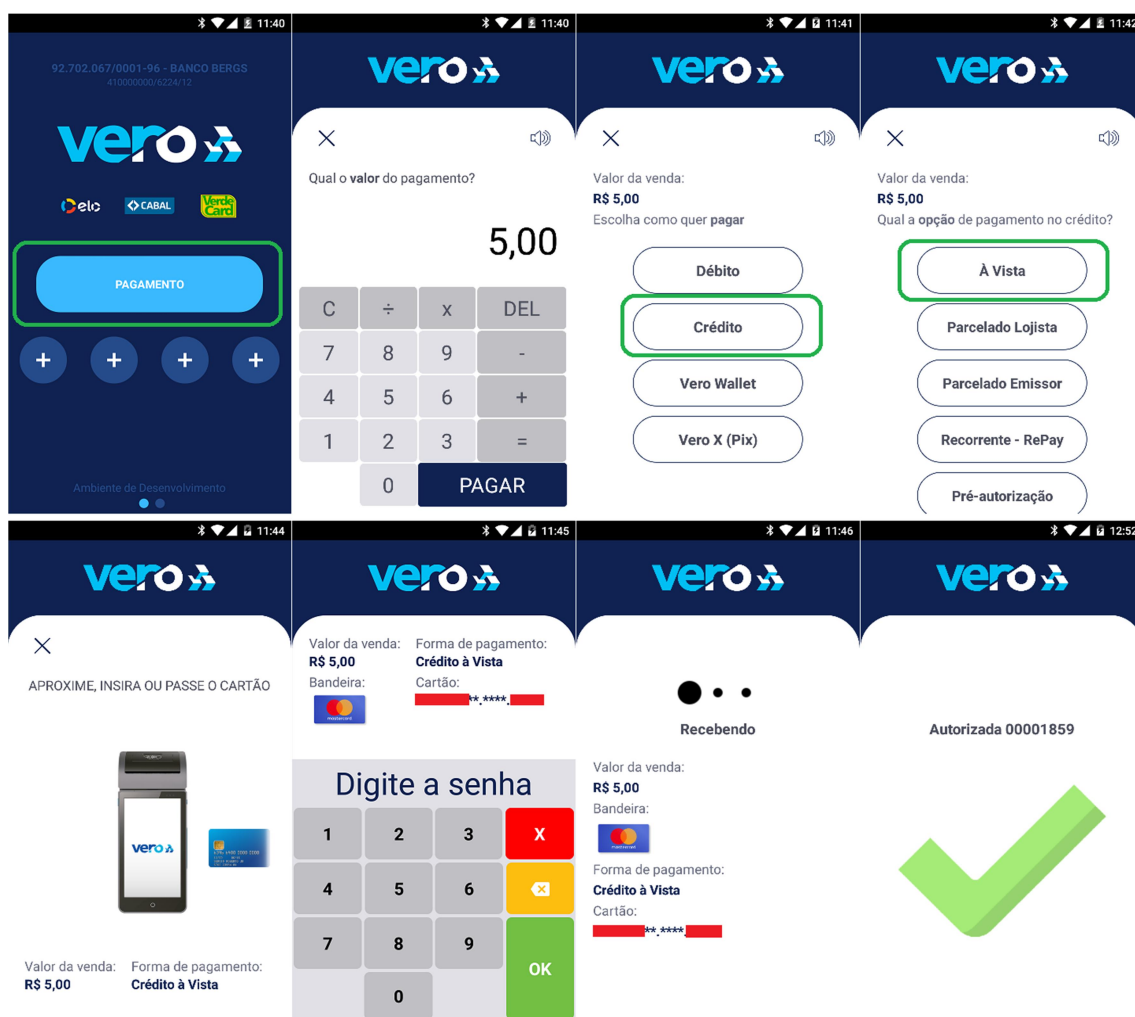 11:40
92.702.067/0001-96 - BANCO BERGS
410000000/6224/12
vero
elo
CABAL
Verde Card
PAGAMENTO
+ + + +
Ambiente de Desenvolvimento
11:40
vero
Qual o valor do pagamento?
5,00
C ÷ x DEL
7 8 9 -
4 5 6 +
1 2 3 =
0 PAGAR
11:41
vero
Valor da venda:
R$ 5,00
Escolha como quer pagar
Débito
Crédito
Vero Wallet
Vero X (Pix)
11:42
vero
Valor da venda:
R$ 5,00
Qual a opção de pagamento no crédito?
À Vista
Parcelado Lojista
Parcelado Emissor
Recorrente - RePay
Pré-autorização
11:44
vero
APROXIME, INSIRA OU PASSE O CARTÃO
vero
Valor da venda: Forma de pagamento:
R$ 5,00 Crédito à Vista
11:45
vero
Valor da venda: Forma de pagamento:
R$ 5,00 Crédito à Vista
Bandeira: Cartão:
mastercard **.****.
Digite a senha
1 2 3 X
4 5 6
7 8 9 OK
0
11:46
vero
Recebendo
Valor da venda:
R$ 5,00
Bandeira:
mastercard
Forma de pagamento:
Crédito à Vista
Cartão:
**.****.
12:52
vero
Autorizada 00001859